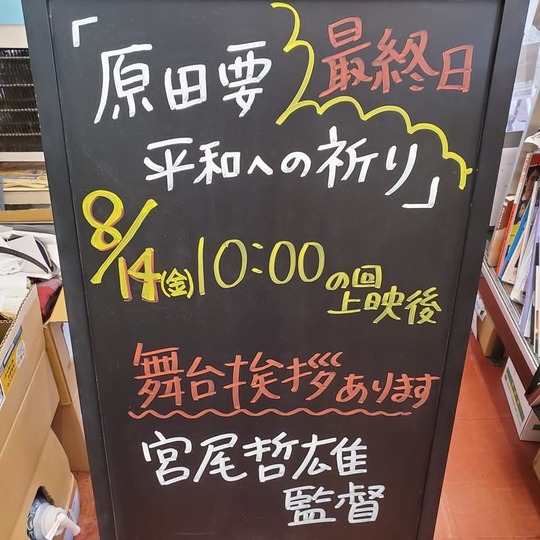 「原田要
最終日
平和への祈り」
8/14(金)10:00の回
上映後
舞台挨拶あります
宮尾哲雄
監督